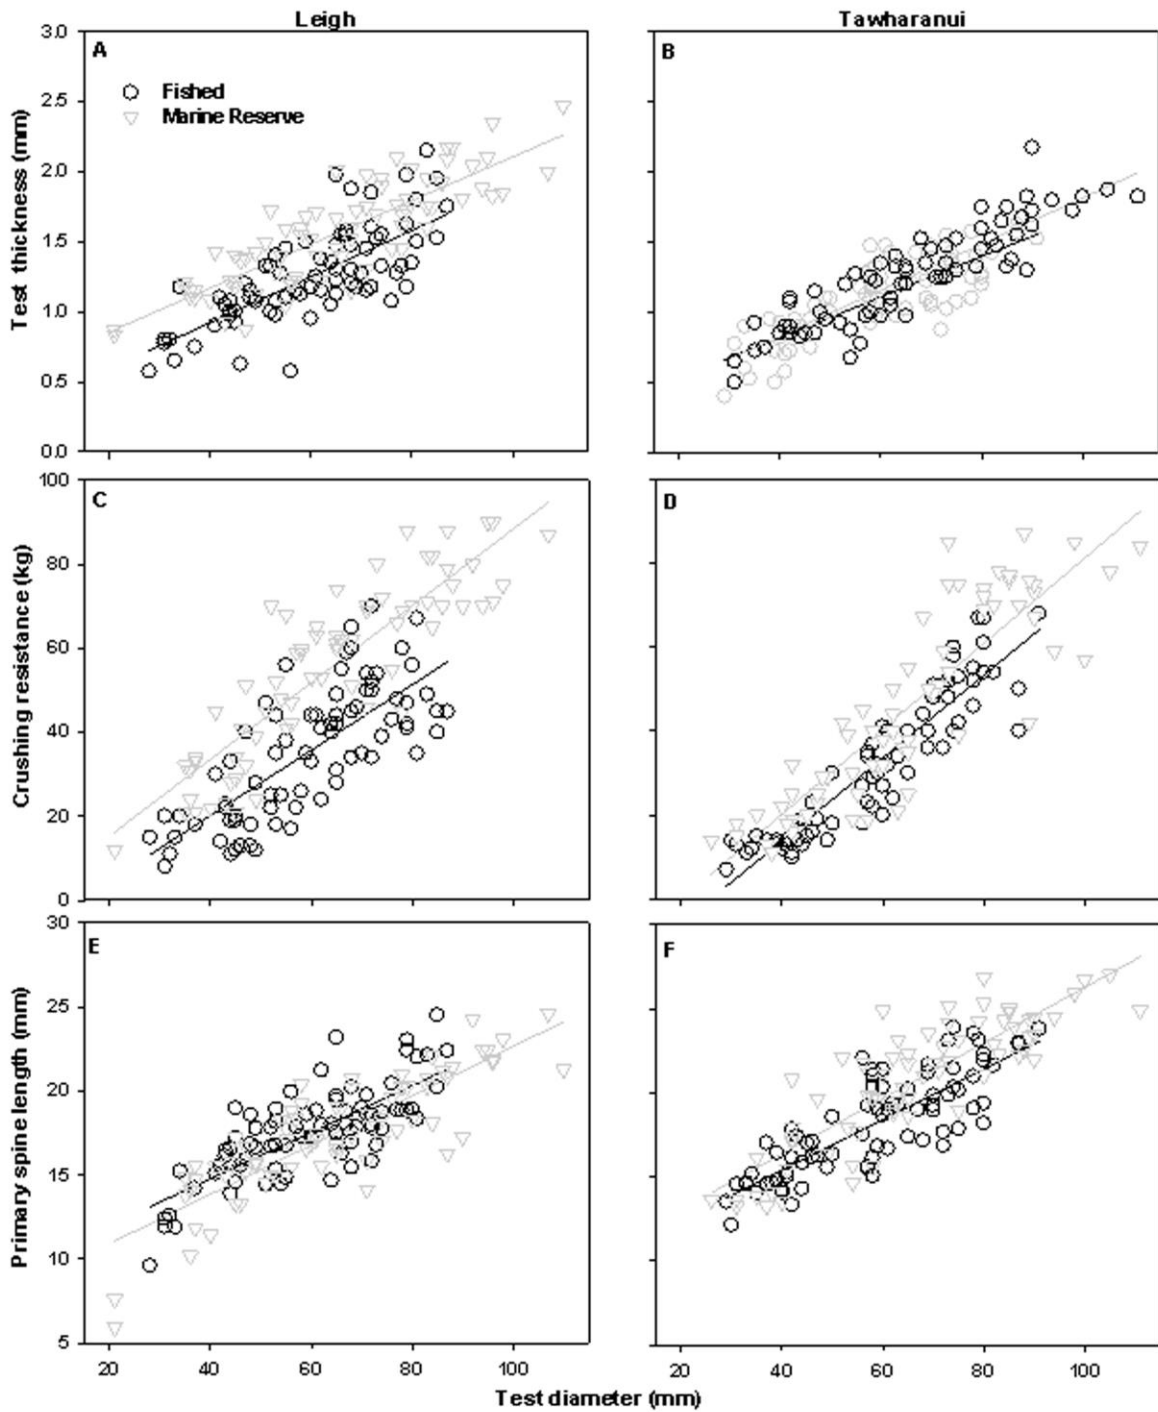 Leigh
Tawharanui
A
Fished
Marine Reserve
B
Test thickness (mm)
3.0
2.5
2.0
1.5
1.0
0.5
0.0
C
D
Crushing resistance (kg)
100
80
60
40
20
0
E
F
Primary spine length (mm)
30
25
20
15
10
5
20 40 60 80 100
20 40 60 80 100
Test diameter (mm)